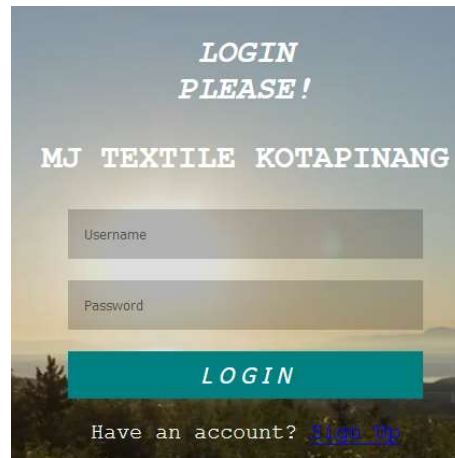 LOGIN
PLEASE!
MJ TEXTILE KOTAPINANG
Username
Password
LOGIN
Have an account? Sign Up